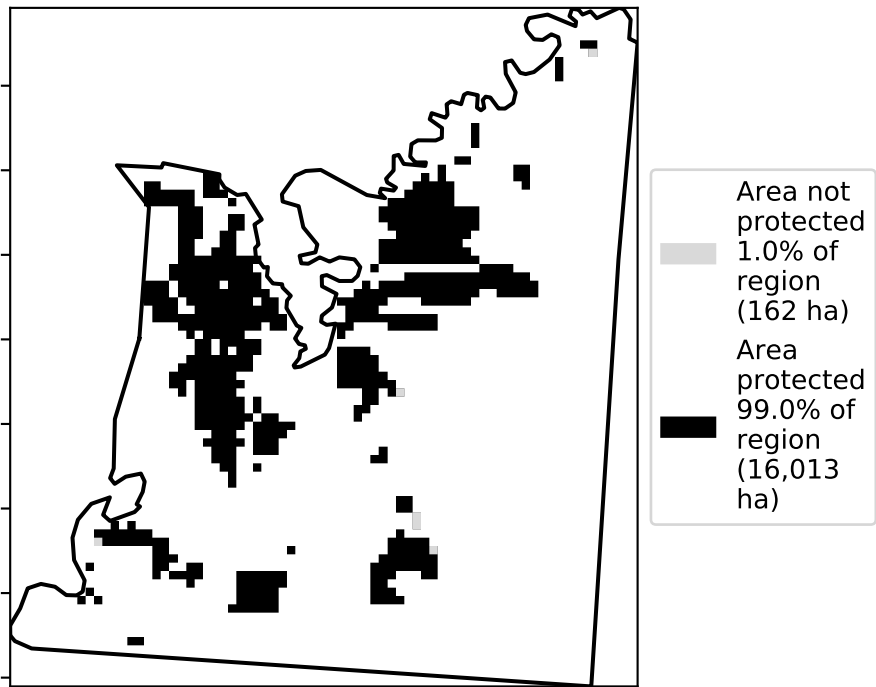 Area not
protected
1.0% of
region
(162 ha)
Area
protected
99.0% of
region
(16,013
ha)